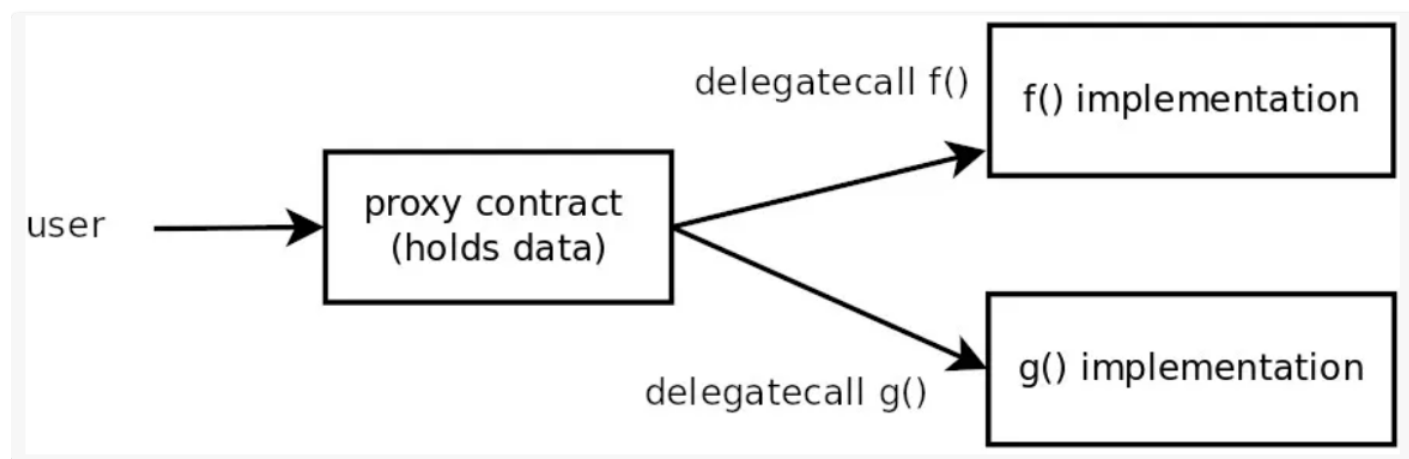 delegatecall f()
f() implementation
user
proxy contract
(holds data)
delegatecall g()
g() implementation